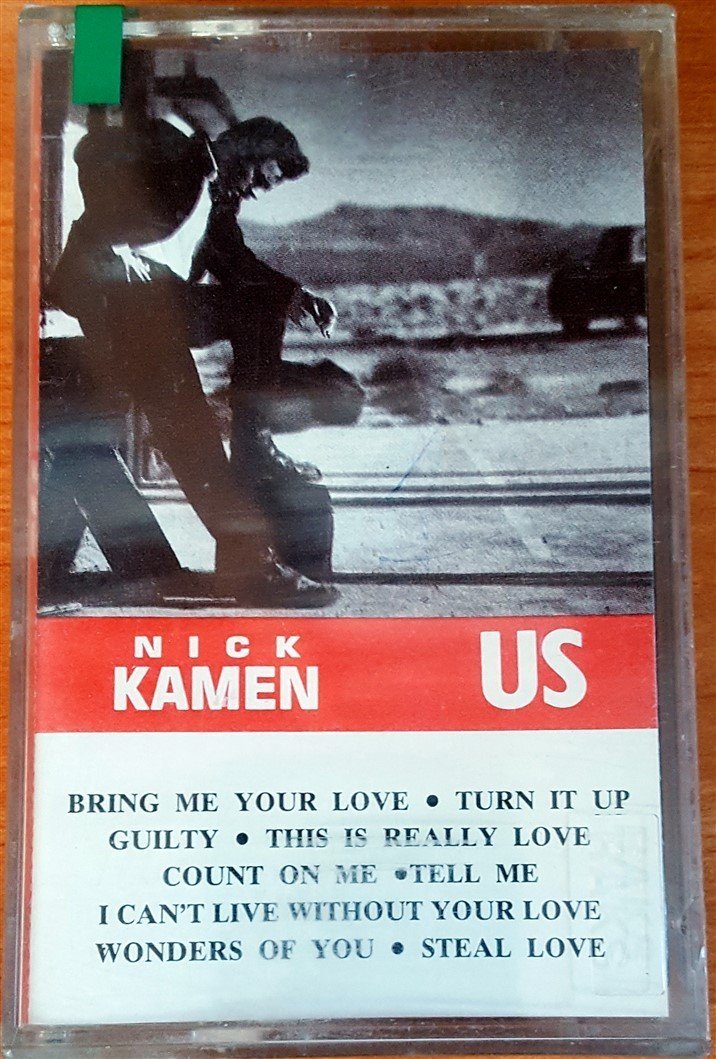 NICK
KAMEN
US
BRING ME YOUR LOVE • TURN IT UP
GUILTY • THIS IS REALLY LOVE
COUNT ON ME • TELL ME
I CAN'T LIVE WITHOUT YOUR LOVE
WONDERS OF YOU • STEAL LOVE